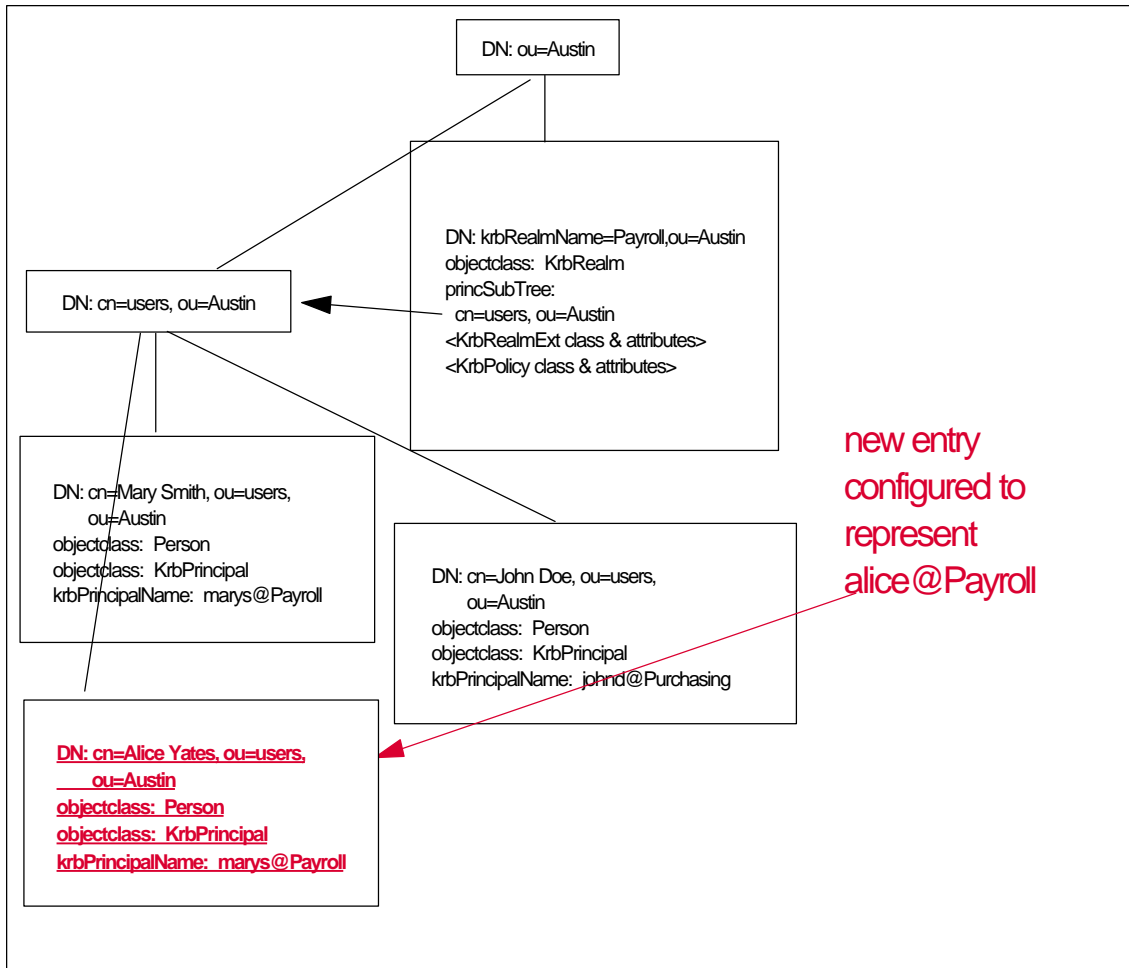 DN: ou=Austin
DN: krbRealmName=Payroll,ou=Austin
objectclass: KrbRealm
princSubTree:
cn=users, ou=Austin
<KrbRealmExt class & attributes>
<KrbPolicy class & attributes>
DN: cn=users, ou=Austin
DN: cn=Mary Smith, ou=users,
ou=Austin
objectclass: Person
objectclass: KrbPrincipal
krbPrincipalName: marys@Payroll
DN: cn=John Doe, ou=users,
ou=Austin
objectclass: Person
objectclass: KrbPrincipal
krbPrincipalName: johnd@Purchasing
new entry
configured to
represent
alice@Payroll
DN: cn=Alice Yates, ou=users,
ou=Austin
objectclass: Person
objectclass: KrbPrincipal
krbPrincipalName: marys@Payroll